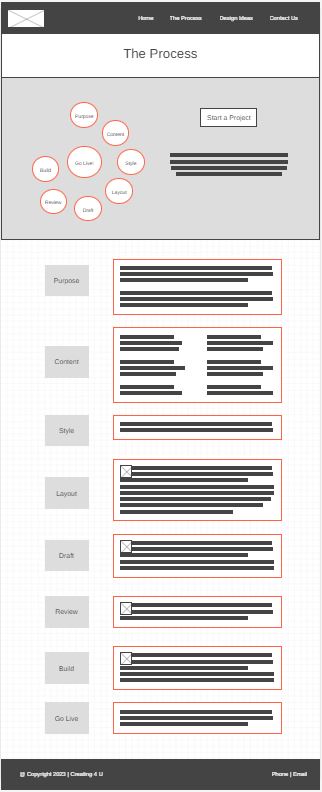 Home The Process Design Meas Contact Us
The Process
Purpose
Content
Go Live!
Style
Build
Layout
Review
Draft
Start a Project
Purpose
Content
Style
Layout
Draft
Review
Build
Go Live
@ Copyright 2023 | Creating 4 U Phone | Email